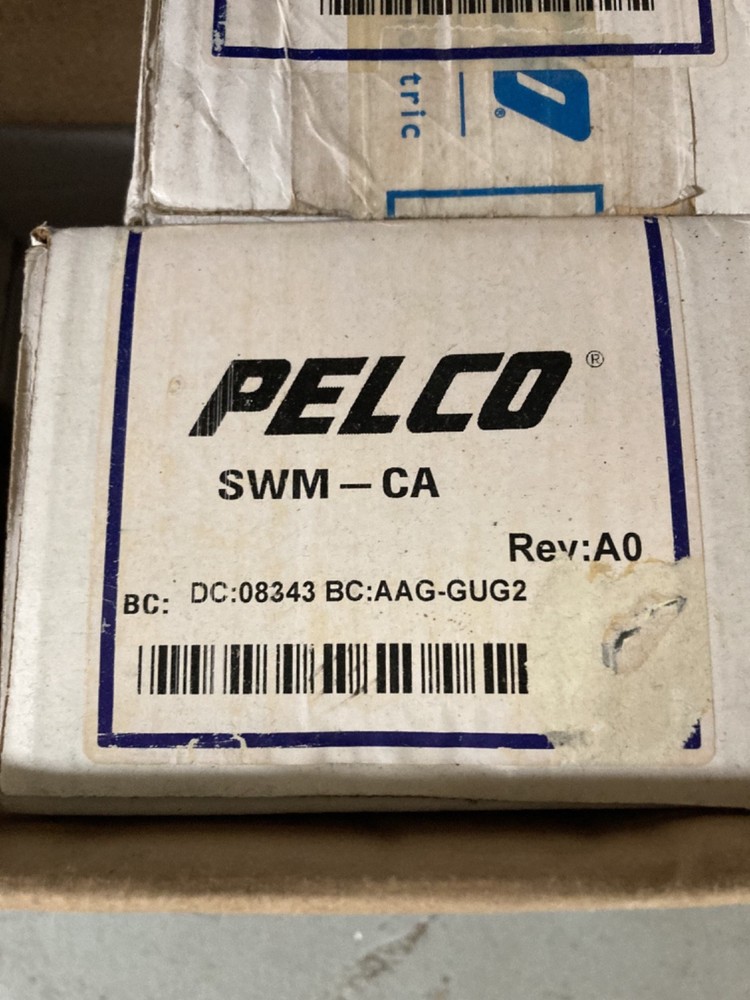 tric
PELCO®
SWM – CA
Rev:A0
BC: DC:08343 BC:AAG-GUG2